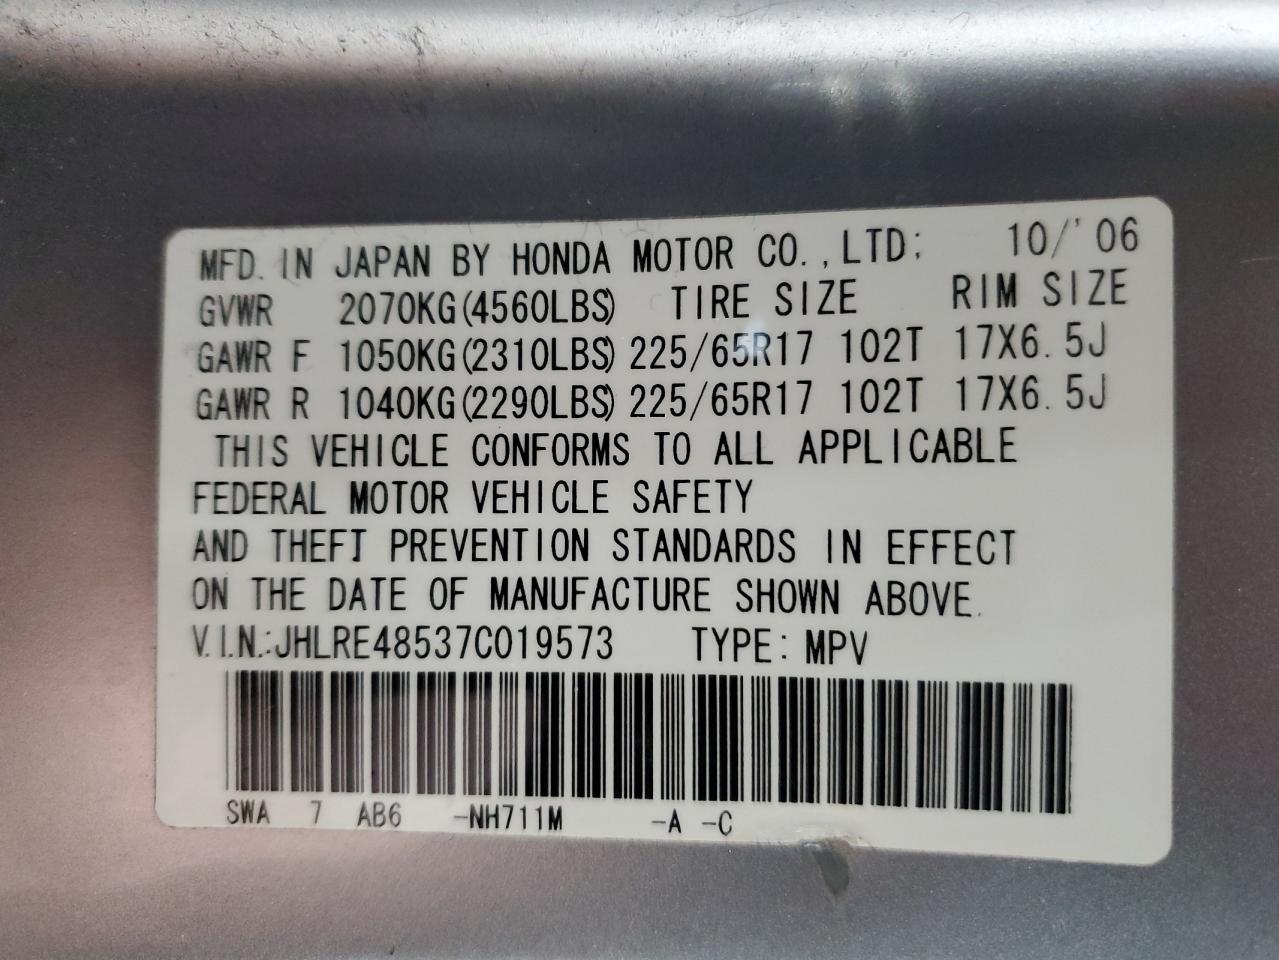 MFD. IN JAPAN BY HONDA MOTOR CO.,LTD; 10/'06
GVWR 2070KG(4560LBS) TIRE SIZE RIM SIZE
GAWR F 1050KG(2310LBS) 225/65R17 102T 17X6.5J
GAWR R 1040KG(2290LBS) 225/65R17 102T 17X6.5J
THIS VEHICLE CONFORMS TO ALL APPLICABLE
FEDERAL MOTOR VEHICLE SAFETY
AND THEFT PREVENTION STANDARDS IN EFFECT
ON THE DATE OF MANUFACTURE SHOWN ABOVE.
V.I.N.:JHLRE48537C019573 TYPE: MPV
SWA 7 AB6 -NH711M -A -C